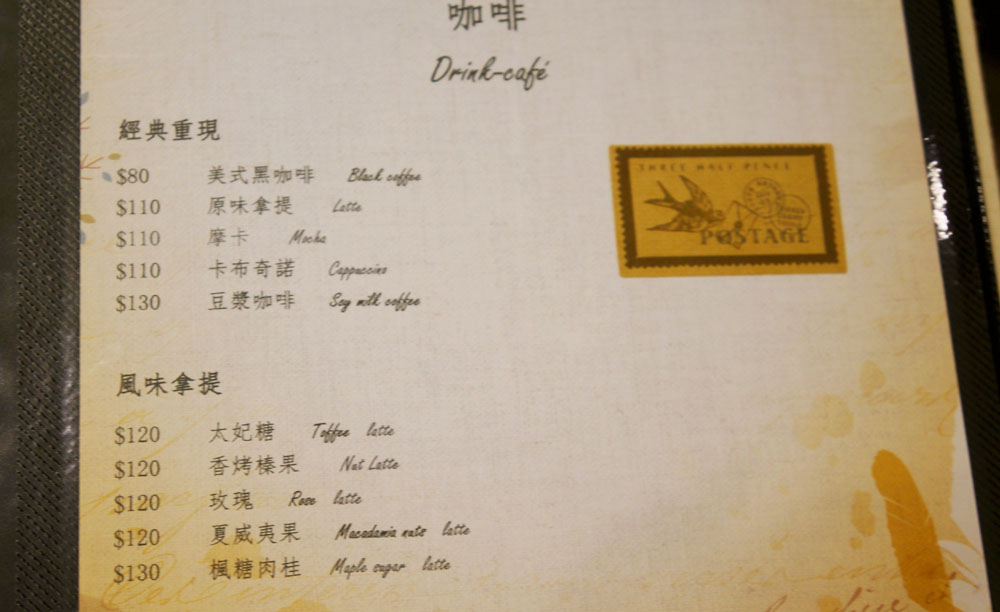 咖啡
Drink-café
經典重現
$80 美式黑咖啡 Black coffee
$110 原味拿提 Latte
$110 摩卡 Mocha
$110 卡布奇諾 Cappuccino
$130 豆漿咖啡 Soy milk coffee
THREE HALF PENCE
POSTAGE
風味拿提
$120 太妃糖 Toffee latte
$120 香烤榛果 Nut Latte
$120 玫瑰 Rose latte
$120 夏威夷果 Macadamia nuts latte
$130 楓糖肉桂 Maple sugar latte